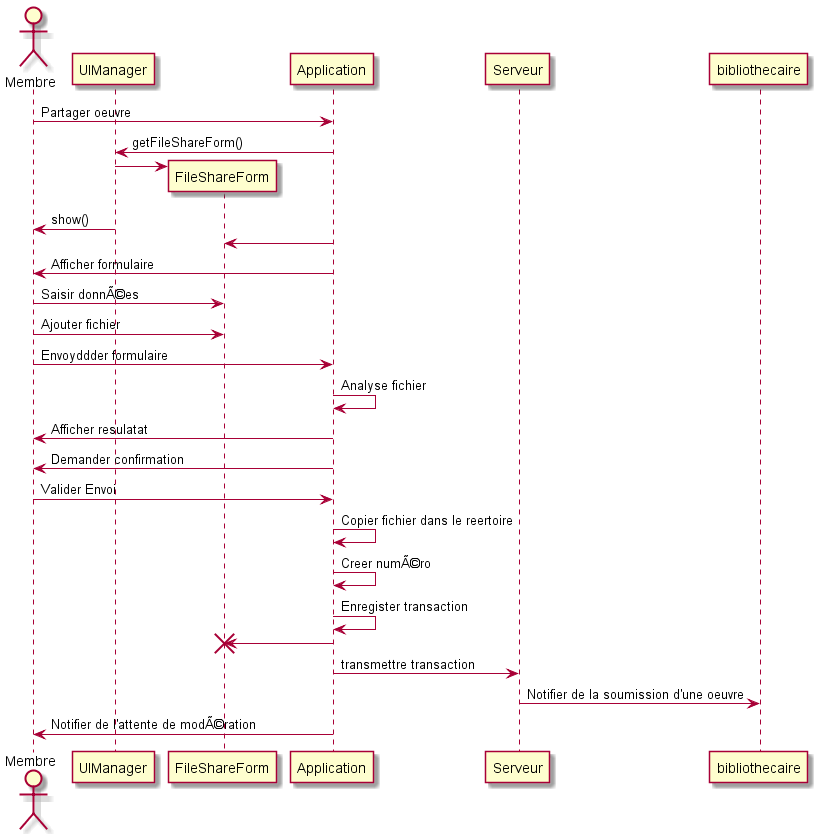 Membre
UIManager
Application
Serveur
bibliothecaire
Partager oeuvre
getFileShareForm()
FileShareForm
show()
Afficher formulaire
Saisir donnÃ©es
Ajouter fichier
Envoyddder formulaire
Analyse fichier
Afficher resulatat
Demander confirmation
Valider Envoi
Copier fichier dans le reertoire
Creer numÃ©ro
Enregister transaction
transmettre transaction
Notifier de la soumission d'une oeuvre
Notifier de l'attente de modÃ©ration
Membre
UIManager
FileShareForm
Application
Serveur
bibliothecaire